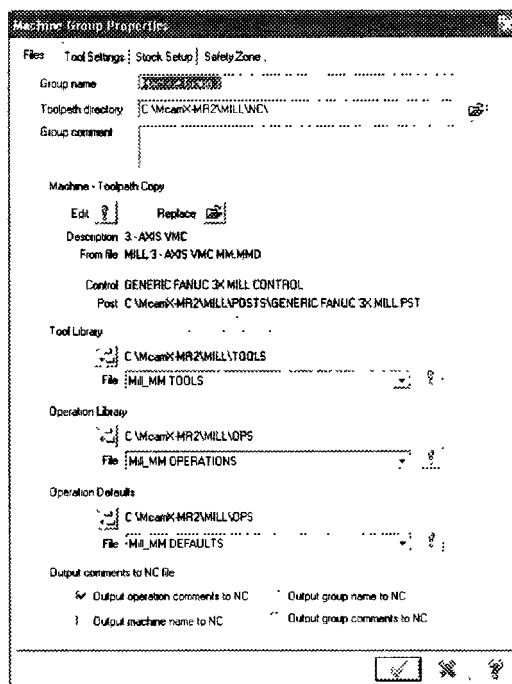 Machine Group Properties
Files Tool Settings Stock Setup Safety Zone
Group name
Toolpath directory C:\McamX-MR2\MILL\NC\
Group comment
Machine - Toolpath Copy
Edit Replace
Description 3 - AXIS VMC
From file MILL 3 - AXIS VMC MM.MMD
Control GENERIC FANUC 3X MILL CONTROL
Post C:\McamX-MR2\MILL\POSTS\GENERIC FANUC 3X MILL.PST
Tool Library
C:\McamX-MR2\MILL\TOOLS
File Mill_MM TOOLS
Operation Library
C:\McamX-MR2\MILL\OPS
File Mill_MM OPERATIONS
Operation Defaults
C:\McamX-MR2\MILL\OPS
File Mill_MM DEFAULTS
Output comments to NC file
Output operation comments to NC Output group name to NC
Output machine name to NC Output group comments to NC